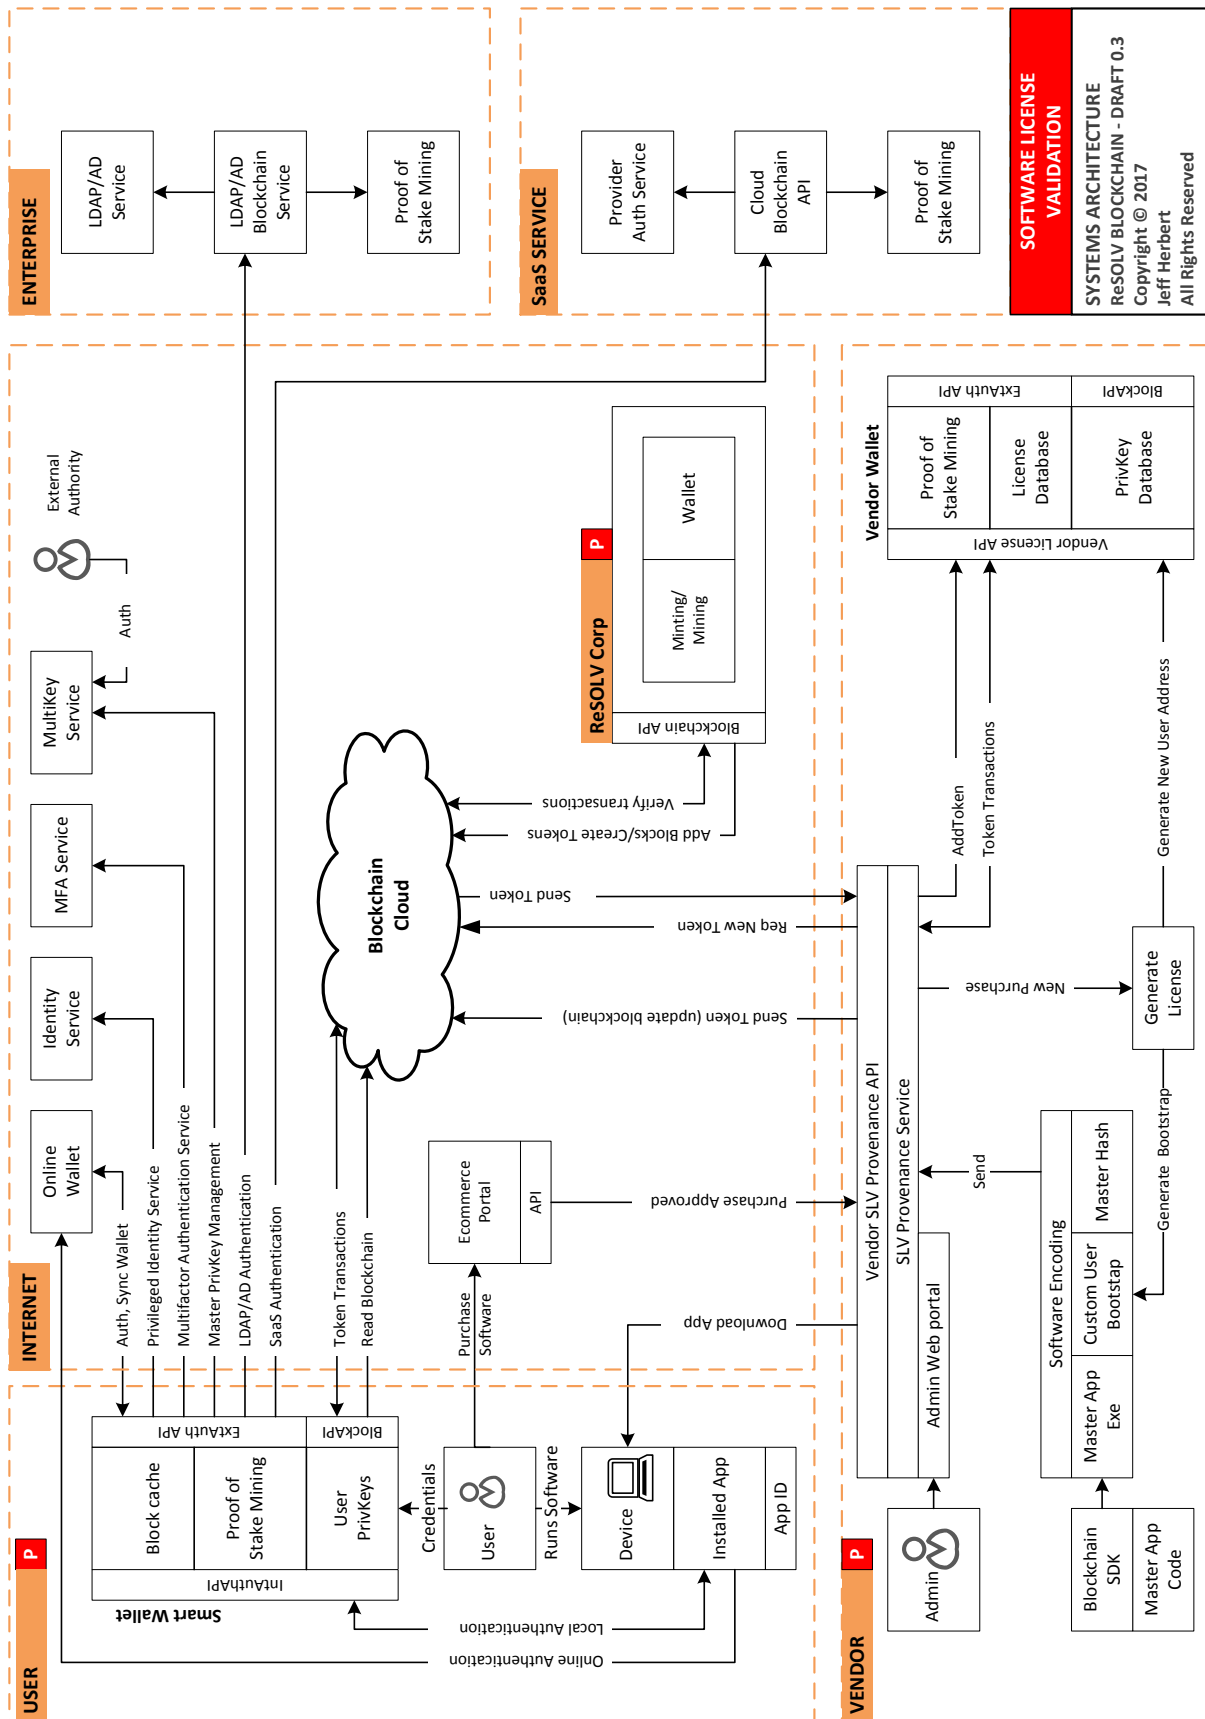 USER
P
Smart Wallet
IntAuthAPI
Block cache
Proof of
Stake Mining
User
PrivKeys
ExtAuth API
BlockAPI
Credentials
User
Runs Software
Device
Installed App
App ID
Local Authentication
Online Authentication
INTERNET
Online
Wallet
Identity
Service
MFA Service
MultiKey
Service
External
Authority
Auth
Auth, Sync Wallet
Privileged Identity Service
Multifactor Authentication Service
Master PrivKey Management
LDAP/AD Authentication
SaaS Authentication
Token Transactions
Read Blockchain
Blockchain
Cloud
Purchase
Software
Ecommerce
Portal
API
Purchase Approved
Download App
Send Token (update blockchain)
Req New Token
Send Token
Add Blocks/Create Tokens
Verify transactions
ReSOLV Corp
P
Blockchain API
Minting/
Mining
Wallet
ENTERPRISE
LDAP/AD
Service
LDAP/AD
Blockchain
Service
Proof of
Stake Mining
SaaS SERVICE
Provider
Auth Service
Cloud
Blockchain
API
Proof of
Stake Mining
VENDOR
P
Admin
Admin Web portal
Vendor SLV Provenance API
SLV Provenance Service
Blockchain
SDK
Master App
Code
Software Encoding
Master App
Exe
Custom User
Bootstap
Master Hash
Send
Generate Bootstrap
New Purchase
Generate
License
Generate New User Address
AddToken
Token Transactions
Vendor Wallet
Vendor License API
Proof of
Stake Mining
License
Database
PrivKey
Database
ExtAuth API
BlockAPI
SOFTWARE LICENSE
VALIDATION
SYSTEMS ARCHITECTURE
ReSOLV BLOCKCHAIN - DRAFT 0.3
Copyright © 2017
Jeff Herbert
All Rights Reserved